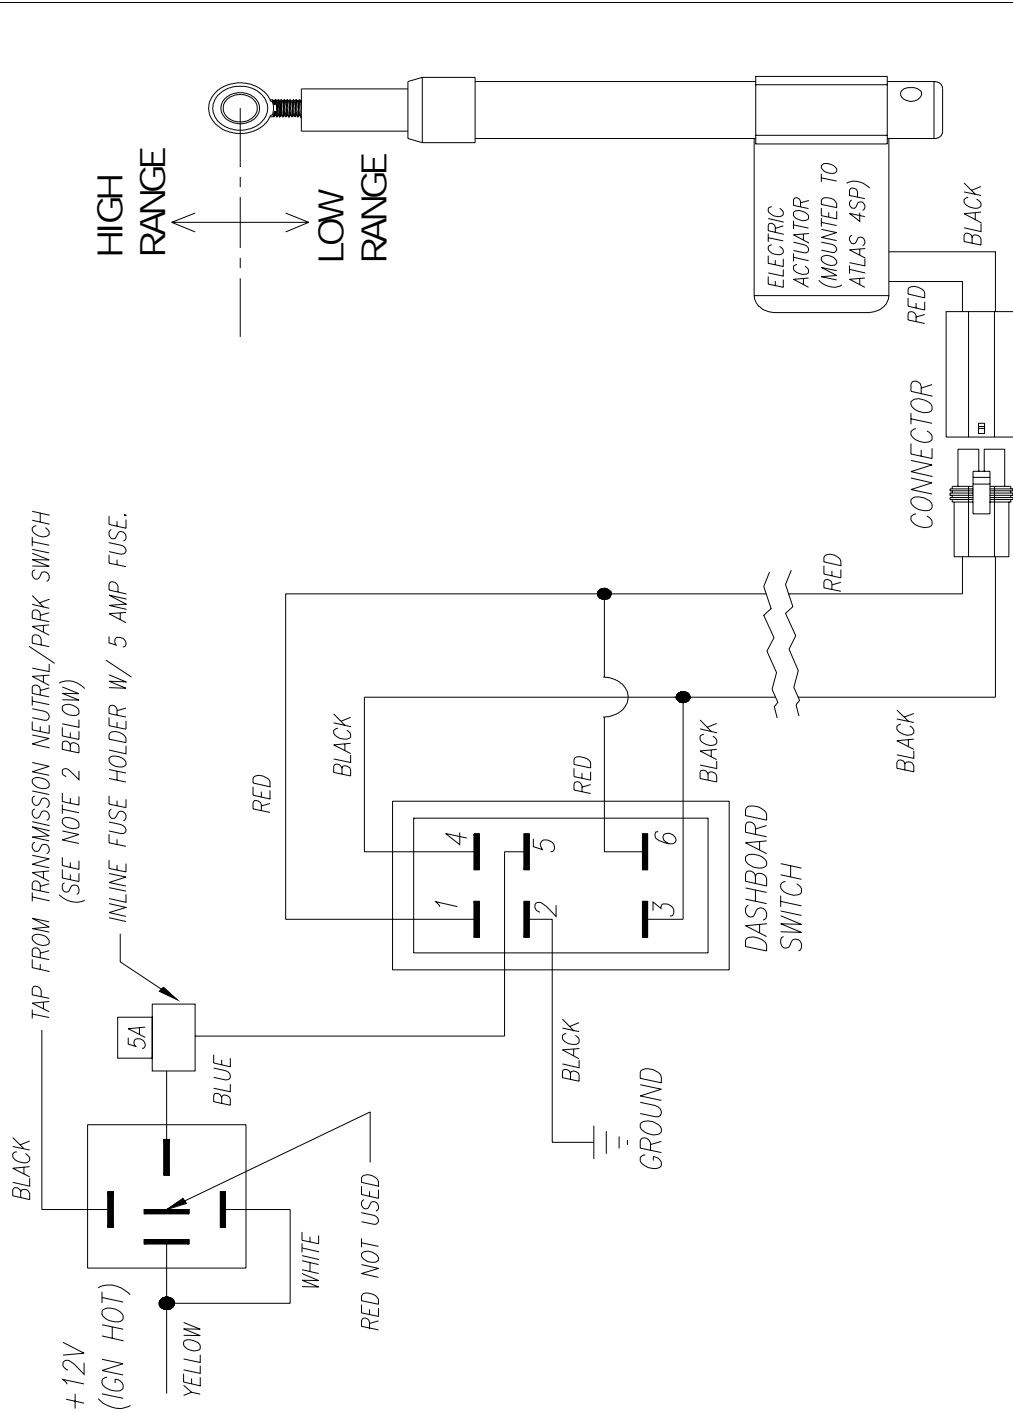 +12V
(IGN HOT)
YELLOW
BLACK
WHITE
RED NOT USED
TAP FROM TRANSMISSION NEUTRAL/PARK SWITCH
(SEE NOTE 2 BELOW)
INLINE FUSE HOLDER W/ 5 AMP FUSE.
5A
BLUE
GROUND
BLACK
RED
BLACK
1
4
2
5
3
6
RED
BLACK
DASHBOARD
SWITCH
RED
BLACK
CONNECTOR
RED
BLACK
ELECTRIC
ACTUATOR
(MOUNTED TO
ATLAS 4SP)
HIGH
RANGE
LOW
RANGE